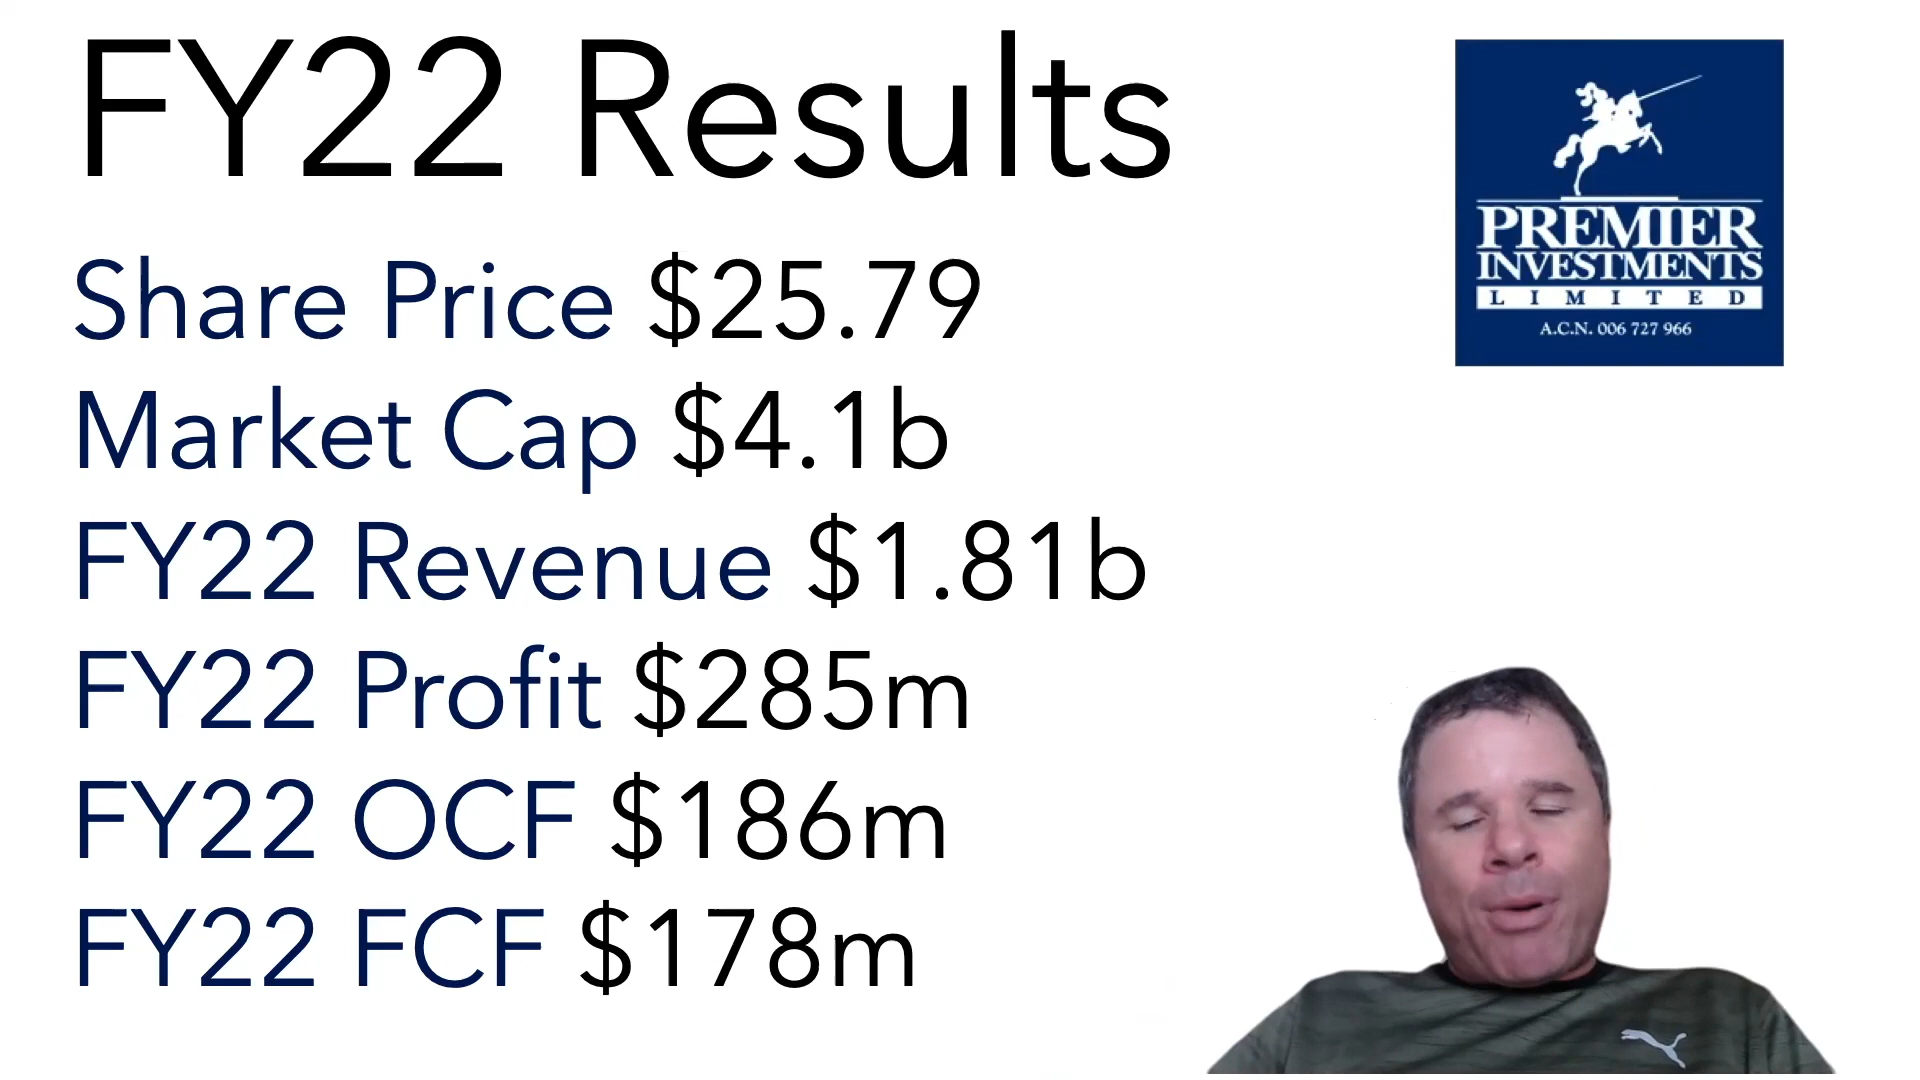 FY22 Results
Share Price $25.79
Market Cap $4.1b
FY22 Revenue $1.81b
FY22 Profit $285m
FY22 OCF $186m
FY22 FCF $178m
PREMIER
INVESTMENTS
LIMITED
A.C.N. 006 727 966